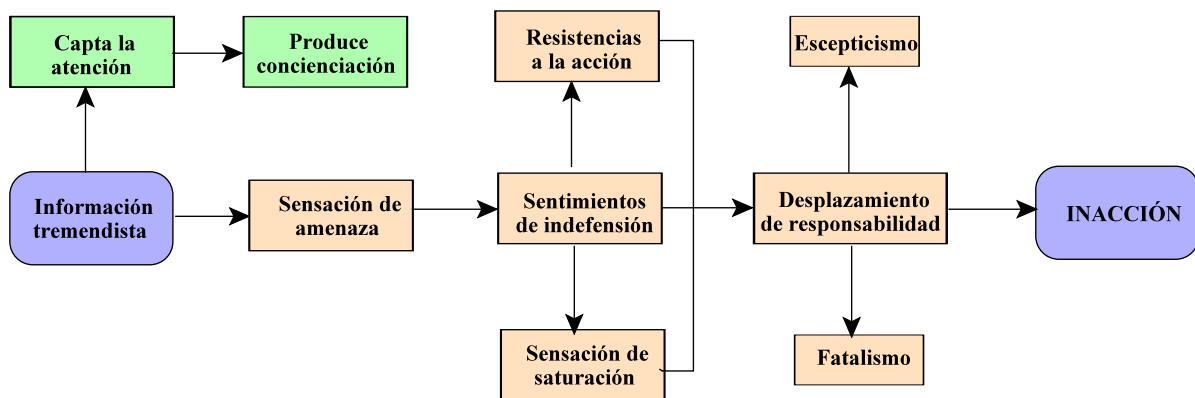 Capta la
atención
Produce
concienciación
Resistencias
a la acción
Escepticismo
Información
tremendista
Sensación de
amenaza
Sentimientos
de indefensión
Desplazamiento
de responsabilidad
INACCIÓN
Sensación de
saturación
Fatalismo